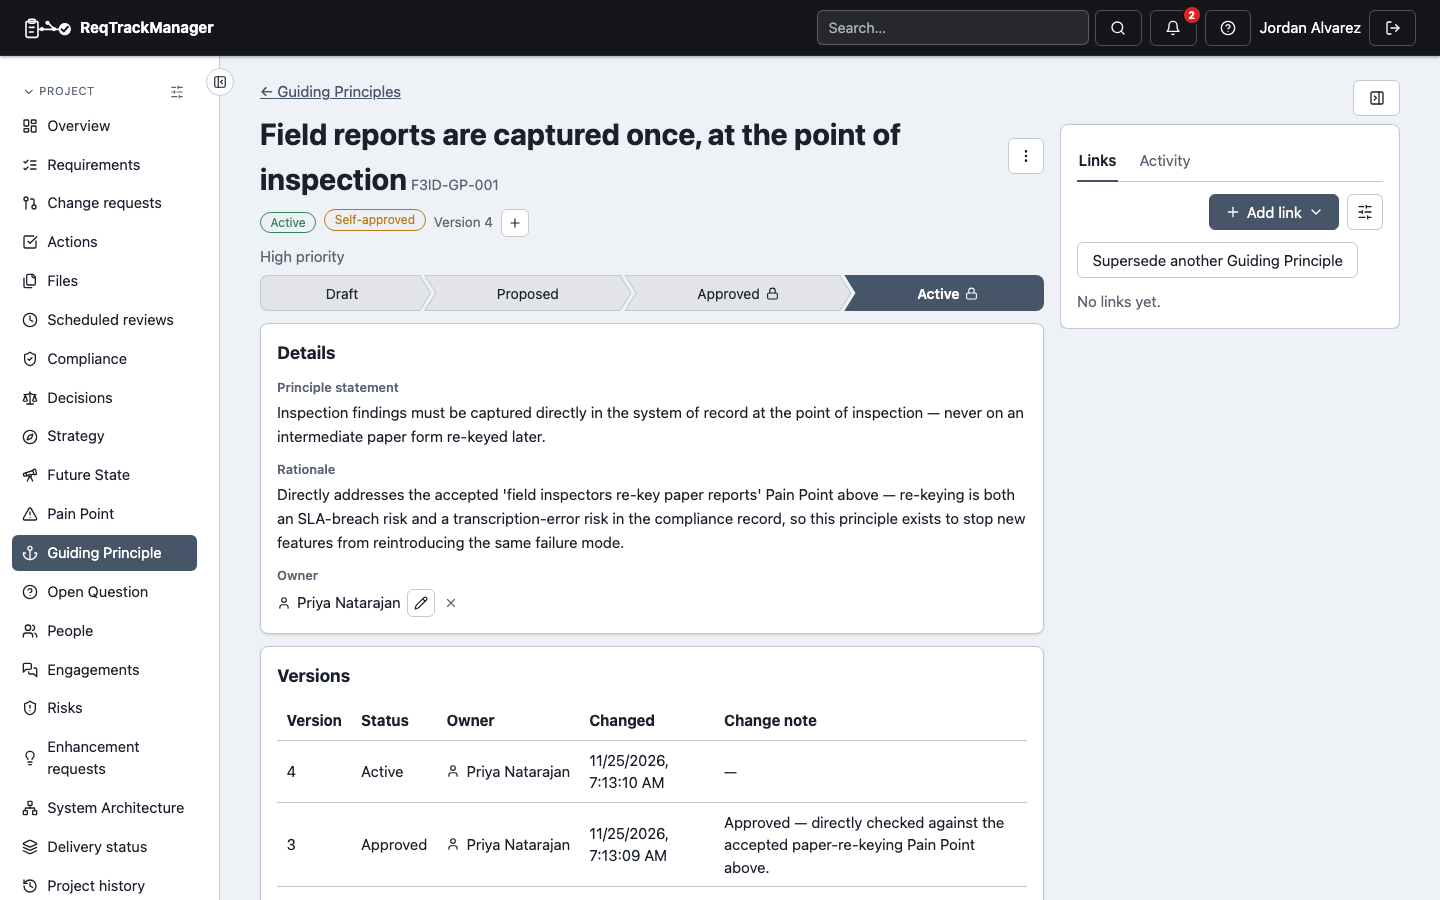 ReqTrackManager
Search...
2
Jordan Alvarez
PROJECT
Overview
Requirements
Change requests
Actions
Files
Scheduled reviews
Compliance
Decisions
Strategy
Future State
Pain Point
Guiding Principle
Open Question
People
Engagements
Risks
Enhancement
requests
System Architecture
Delivery status
Project history
← Guiding Principles
Field reports are captured once, at the point of
inspection F3ID-GP-001
Active Self-approved Version 4 +
High priority
Draft Proposed Approved Active
Details
Principle statement
Inspection findings must be captured directly in the system of record at the point of inspection — never on an
intermediate paper form re-keyed later.
Rationale
Directly addresses the accepted 'field inspectors re-key paper reports' Pain Point above — re-keying is both
an SLA-breach risk and a transcription-error risk in the compliance record, so this principle exists to stop new
features from reintroducing the same failure mode.
Owner
Priya Natarajan
Versions
Version Status Owner Changed Change note
4 Active Priya Natarajan 11/25/2026,
7:13:10 AM —
3 Approved Priya Natarajan 11/25/2026,
7:13:09 AM Approved — directly checked against the
accepted paper-re-keying Pain Point
above.
Links Activity
+ Add link
Supersede another Guiding Principle
No links yet.